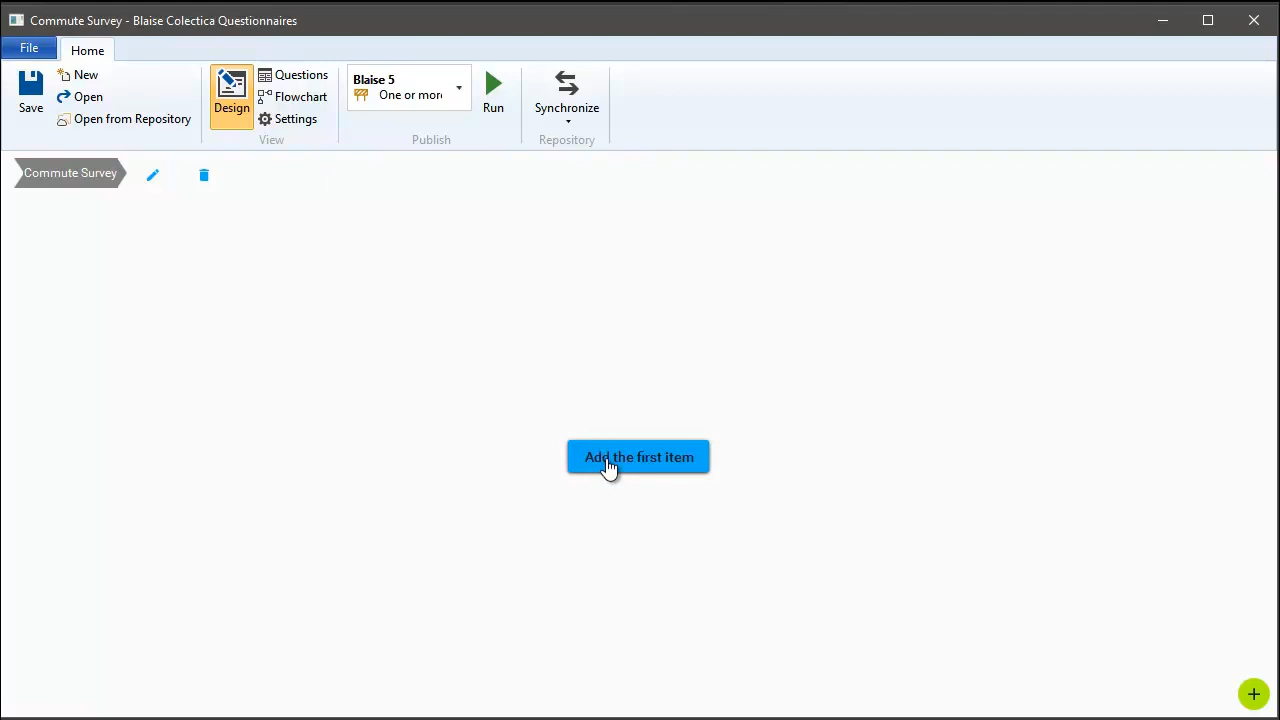 Commute Survey - Blaise Colectica Questionnaires
File
Home
Save
New
Open
Open from Repository
Design
Questions
Flowchart
Settings
View
Blaise 5
One or mor
Run
Publish
Synchronize
Repository
Commute Survey
Add the first item